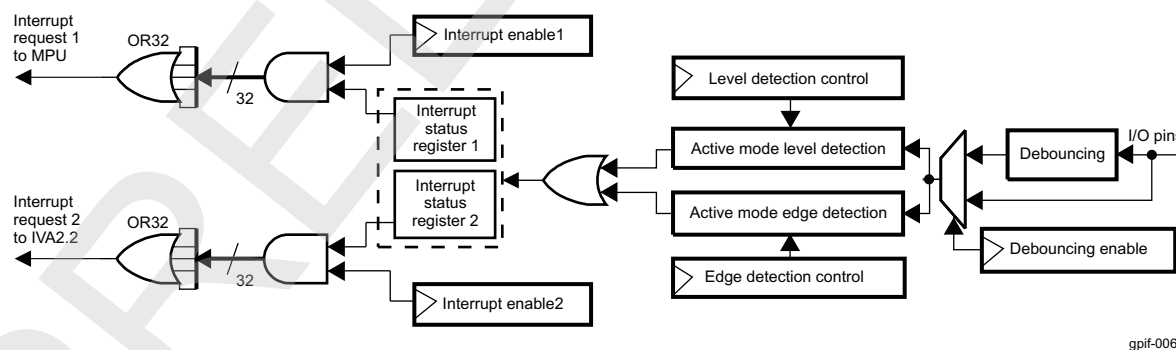 Interrupt
request 1
to MPU
OR32
32
Interrupt enable1
Interrupt
status
register 1
Interrupt
status
register 2
Interrupt
request 2
to IVA2.2
OR32
32
Interrupt enable2
Level detection control
Active mode level detection
Active mode edge detection
Edge detection control
Debouncing
I/O pins
Debouncing enable
gpif-006